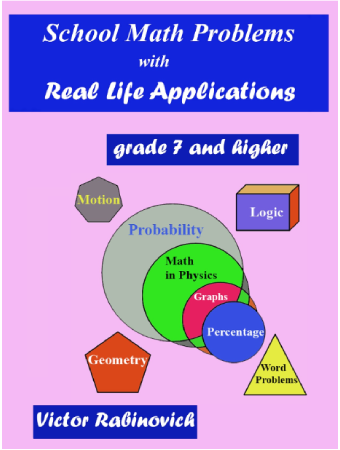 School Math Problems
with
Real Life Applications
grade 7 and higher
Motion
Logic
Probability
Math
in Physics
Graphs
Percentage
Geometry
Word
Problems
Victor Rabinovich